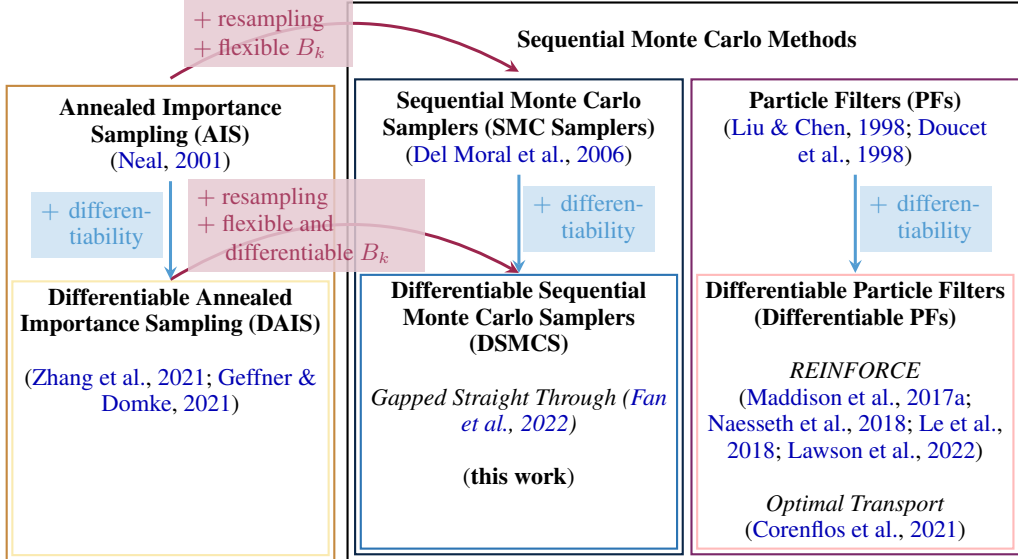 + resampling
+ flexible B_k
Sequential Monte Carlo Methods
Annealed Importance
Sampling (AIS)
(Neal, 2001)
+ differen-
tiability
Differentiable Annealed
Importance Sampling (DAIS)
(Zhang et al., 2021; Geffner &
Domke, 2021)
+ resampling
+ flexible and
differentiable B_k
Sequential Monte Carlo
Samplers (SMC Samplers)
(Del Moral et al., 2006)
+ differen-
tiability
Differentiable Sequential
Monte Carlo Samplers
(DSMCS)
Gapped Straight Through (Fan
et al., 2022)
(this work)
Particle Filters (PFs)
(Liu & Chen, 1998; Doucet
et al., 1998)
+ differen-
tiability
Differentiable Particle Filters
(Differentiable PFs)
REINFORCE
(Maddison et al., 2017a;
Naesseth et al., 2018; Le et al.,
2018; Lawson et al., 2022)
Optimal Transport
(Corenflos et al., 2021)